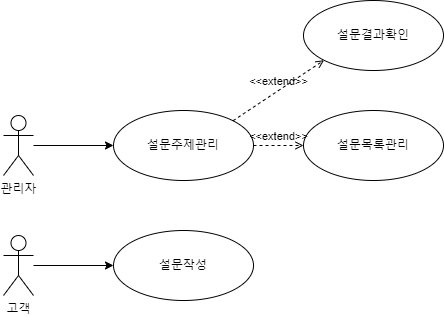 설문결과확인
<<extend>>
설문주제관리
<<extend>>
설문목록관리
관리자
설문작성
고객